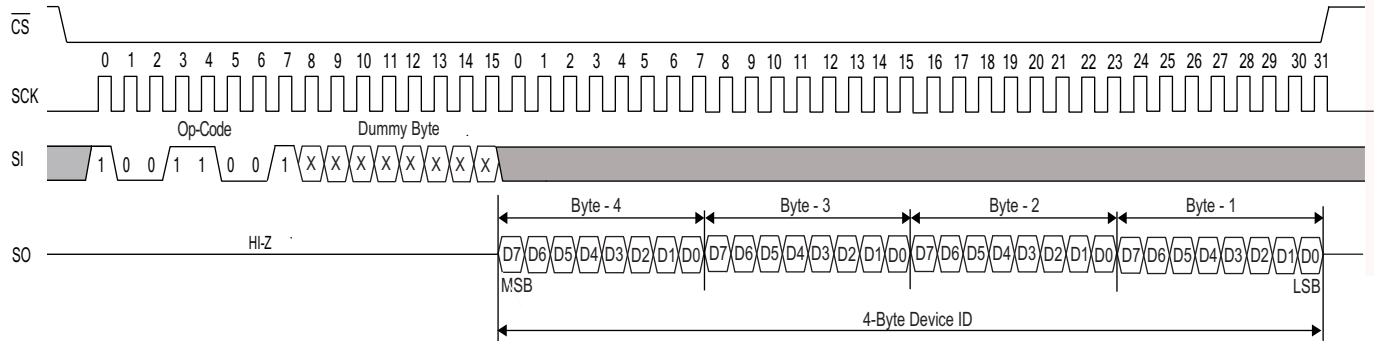 CS
0 1 2 3 4 5 6 7 8 9 10 11 12 13 14 15 0 1 2 3 4 5 6 7 8 9 10 11 12 13 14 15 16 17 18 19 20 21 22 23 24 25 26 27 28 29 30 31
SCK
Op-Code Dummy Byte
SI 1 0 0 1 1 0 0 1 X X X X X X X X
Byte - 4 Byte - 3 Byte - 2 Byte - 1
HI-Z
SO D7 D6 D5 D4 D3 D2 D1 D0 D7 D6 D5 D4 D3 D2 D1 D0 D7 D6 D5 D4 D3 D2 D1 D0 D7 D6 D5 D4 D3 D2 D1 D0
MSB LSB
4-Byte Device ID